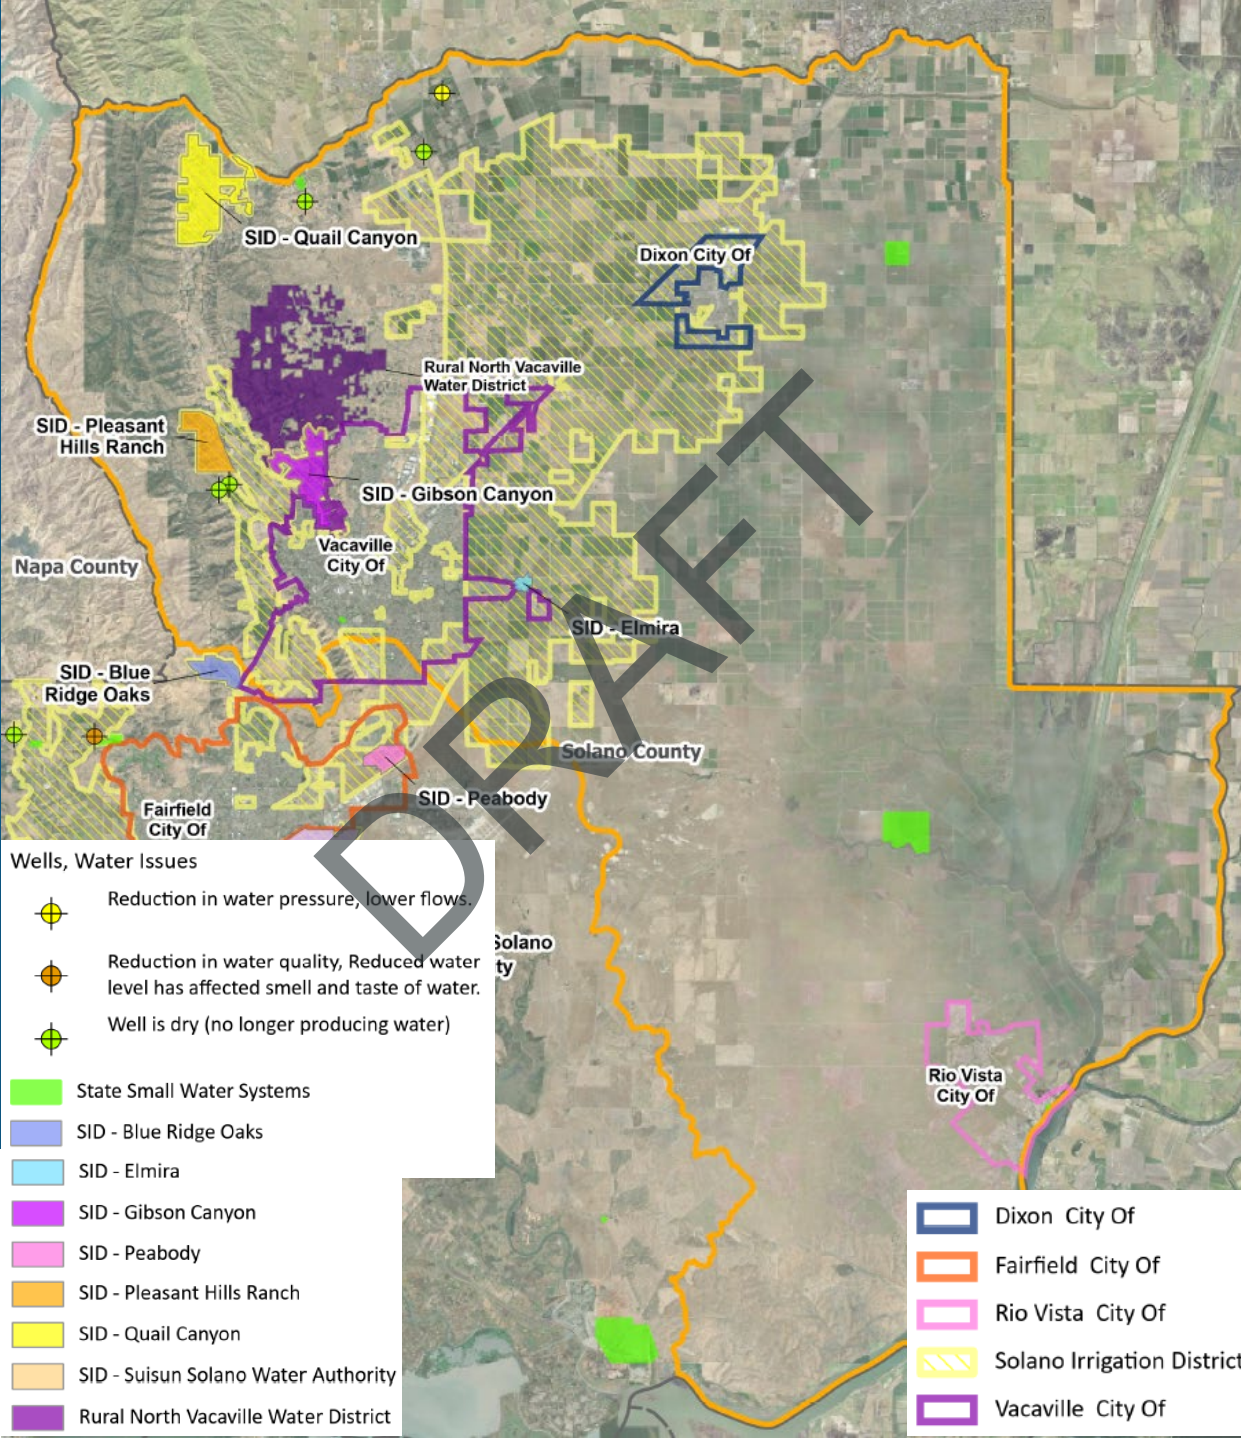 SID - Quail Canyon
Dixon City Of
Rural North Vacaville
Water District
SID - Pleasant
Hills Ranch
SID - Gibson Canyon
Vacaville
City Of
Napa County
SID - Elmira
SID - Blue
Ridge Oaks
Solano County
SID - Peabody
Fairfield
City Of
DRAFT
Solano
ty
Rio Vista
City Of
Wells, Water Issues
Reduction in water pressure, lower flows.
Reduction in water quality, Reduced water
level has affected smell and taste of water.
Well is dry (no longer producing water)
State Small Water Systems
SID - Blue Ridge Oaks
SID - Elmira
SID - Gibson Canyon
SID - Peabody
SID - Pleasant Hills Ranch
SID - Quail Canyon
SID - Suisun Solano Water Authority
Rural North Vacaville Water District
Dixon City Of
Fairfield City Of
Rio Vista City Of
Solano Irrigation District
Vacaville City Of